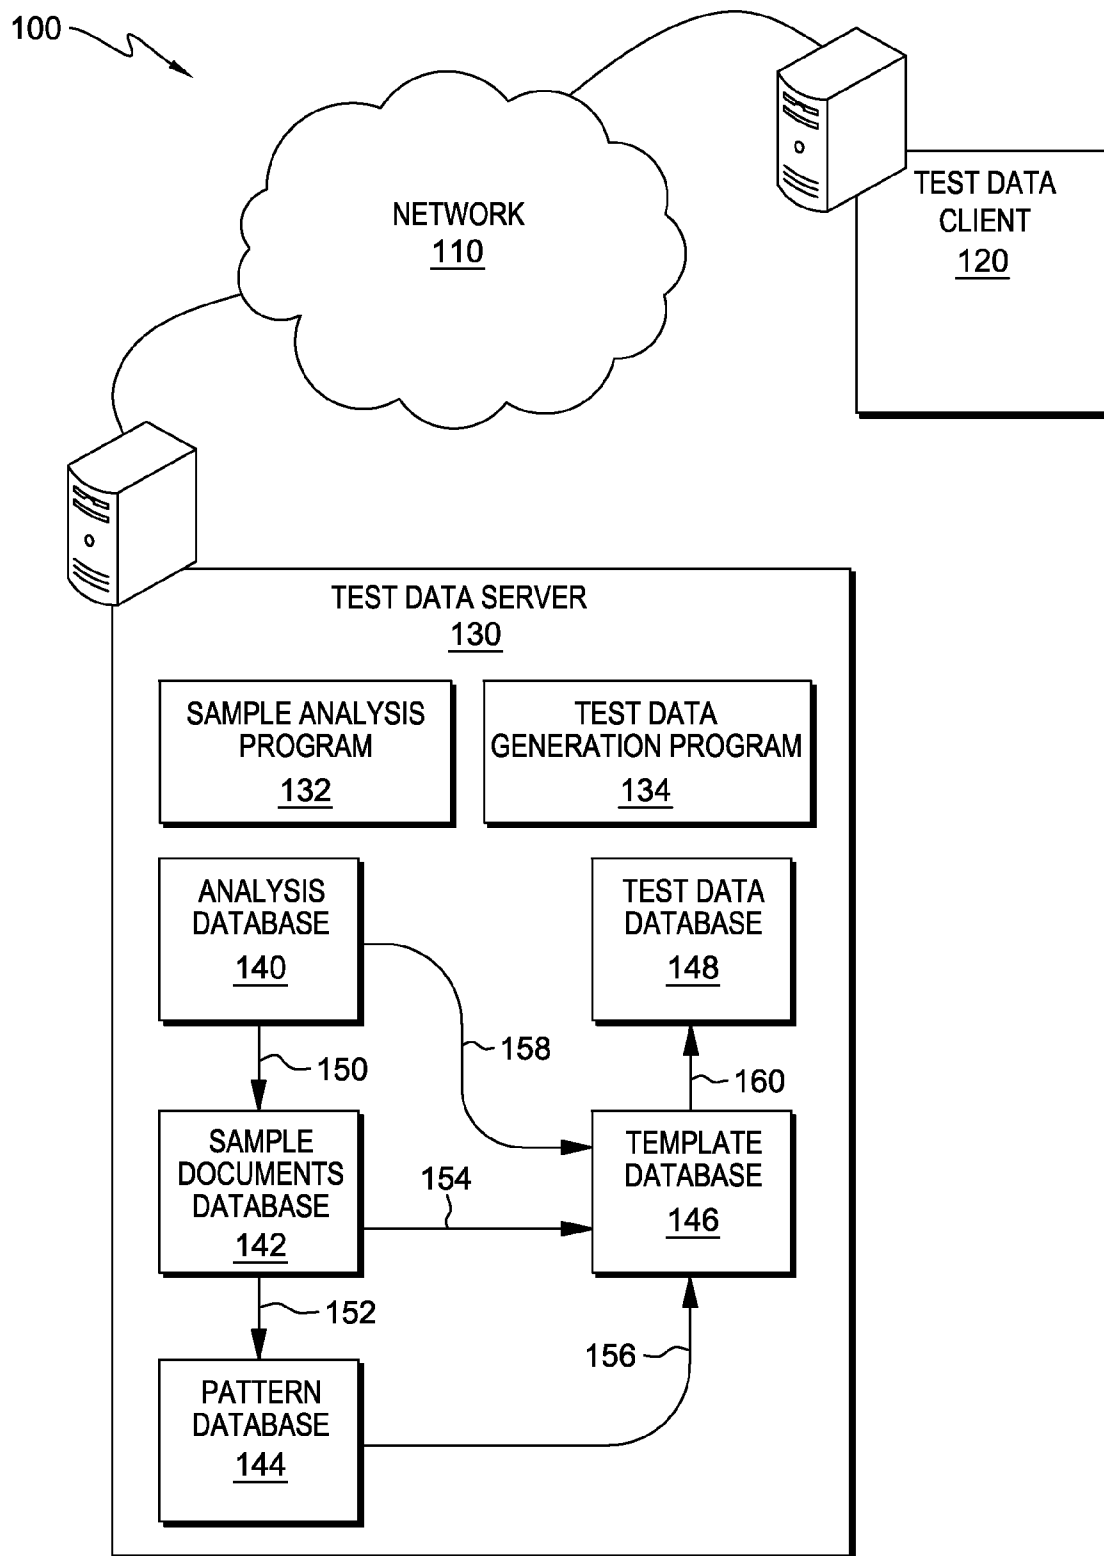 100
NETWORK
110
TEST DATA
CLIENT
120
TEST DATA SERVER
130
SAMPLE ANALYSIS
PROGRAM
132
TEST DATA
GENERATION PROGRAM
134
ANALYSIS
DATABASE
140
TEST DATA
DATABASE
148
158
150
160
SAMPLE
DOCUMENTS
DATABASE
142
154
TEMPLATE
DATABASE
146
152
156
PATTERN
DATABASE
144